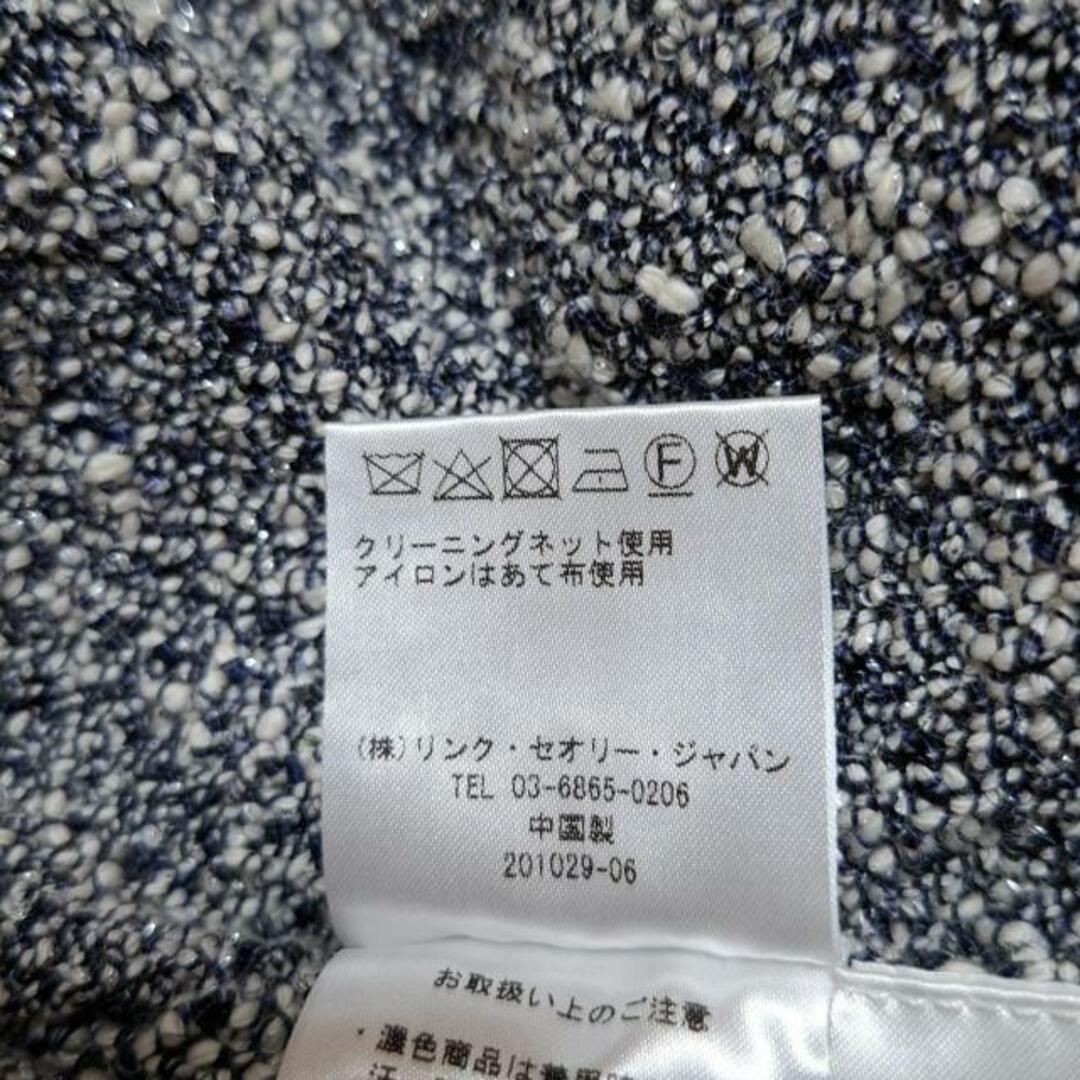 F W
クリーニングネット使用
アイロンはあて布使用
(株)リンク・セオリー・ジャパン
TEL 03-6865-0206
中国製
201029-06
お取扱い上のご注意
・濃色商品は着用時
汗